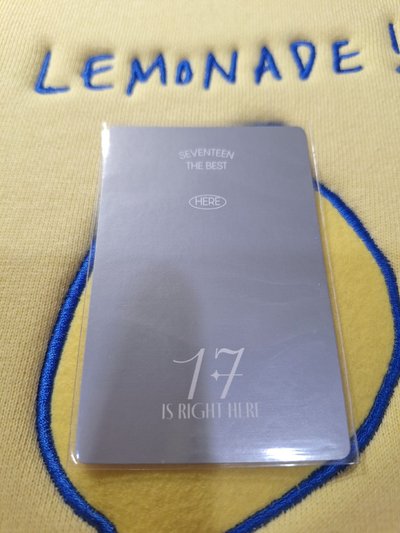 LEMONADE!
SEVENTEEN
THE BEST
HERE
17
IS RIGHT HERE